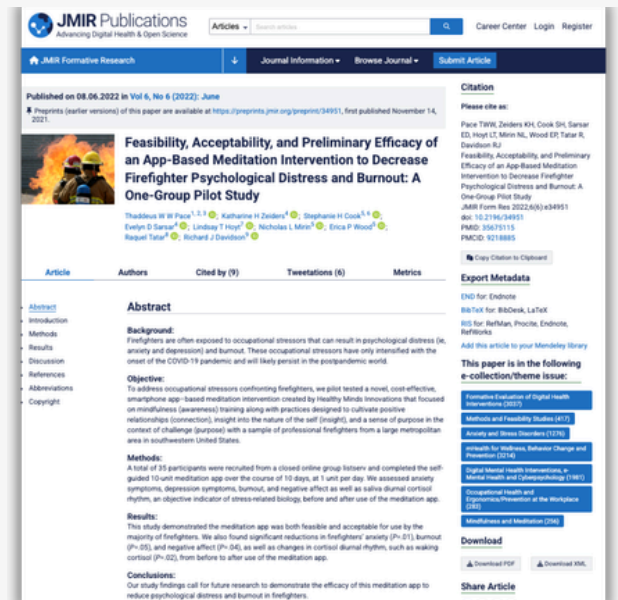 JMIR Publications
Advancing Digital Health & Open Science
Articles
Search articles
Career Center Login Register
JMIR Formative Research
Journal Information
Browse Journal
Submit Article
Published on 08.06.2022 in Vol 6, No 6 (2022): June
Preprints (earlier versions) of this paper are available at https://preprints.jmir.org/preprint/34951, first published November 14,
2021.
Feasibility, Acceptability, and Preliminary Efficacy of
an App-Based Meditation Intervention to Decrease
Firefighter Psychological Distress and Burnout: A
One-Group Pilot Study
Thaddeus W W Pace1, 2, 3; Katharine H Zeiders4; Stephanie H Cook5, 6;
Evelyn D Sarsar4; Lindsay T Hoyt7; Nicholas L Mirin5; Erica P Wood5;
Raquel Tatar8; Richard J Davidson9
Article
Authors
Cited by (9)
Tweetations (6)
Metrics
Abstract
Introduction
Methods
Results
Discussion
References
Abbreviations
Copyright
Abstract
Background:
Firefighters are often exposed to occupational stressors that can result in psychological distress (ie,
anxiety and depression) and burnout. These occupational stressors have only intensified with the
onset of the COVID-19 pandemic and will likely persist in the postpandemic world.
Objective:
To address occupational stressors confronting firefighters, we pilot tested a novel, cost-effective,
smartphone app–based meditation intervention created by Healthy Minds Innovations that focused
on mindfulness (awareness) training along with practices designed to cultivate positive
relationships (connection), insight into the nature of the self (insight), and a sense of purpose in the
context of challenge (purpose) with a sample of professional firefighters from a large metropolitan
area in southwestern United States.
Methods:
A total of 35 participants were recruited from a closed online group listserv and completed the self-
guided 10-unit meditation app over the course of 10 days, at 1 unit per day. We assessed anxiety
symptoms, depression symptoms, burnout, and negative affect as well as saliva diurnal cortisol
rhythm, an objective indicator of stress-related biology, before and after use of the meditation app.
Results:
This study demonstrated the meditation app was both feasible and acceptable for use by the
majority of firefighters. We also found significant reductions in firefighters' anxiety (P=.01), burnout
(P=.05), and negative affect (P=.04), as well as changes in cortisol diurnal rhythm, such as waking
cortisol (P=.02), from before to after use of the meditation app.
Conclusions:
Our study findings call for future research to demonstrate the efficacy of this meditation app to
reduce psychological distress and burnout in firefighters.
Citation
Please cite as:
Pace TWW, Zeiders KH, Cook SH, Sarsar
ED, Hoyt LT, Mirin NL, Wood EP, Tatar R,
Davidson RJ
Feasibility, Acceptability, and Preliminary
Efficacy of an App-Based Meditation
Intervention to Decrease Firefighter
Psychological Distress and Burnout: A
One-Group Pilot Study
JMIR Form Res 2022;6(6):e34951
doi: 10.2196/34951
PMID: 35675115
PMCID: 9218885
Copy Citation to Clipboard
Export Metadata
END for: Endnote
BibTeX for: BibDesk, LaTeX
RIS for: RefMan, Procite, Endnote,
RefWorks
Add this article to your Mendeley library
This paper is in the following
e-collection/theme issue:
Formative Evaluation of Digital Health
Interventions (3037)
Methods and Feasibility Studies (417)
Anxiety and Stress Disorders (1276)
mHealth for Wellness, Behavior Change and
Prevention (3214)
Digital Mental Health Interventions, e-
Mental Health and Cyberpsychology (1981)
Occupational Health and
Ergonomics/Prevention at the Workplace
(283)
Mindfulness and Meditation (256)
Download
Download PDF
Download XML
Share Article